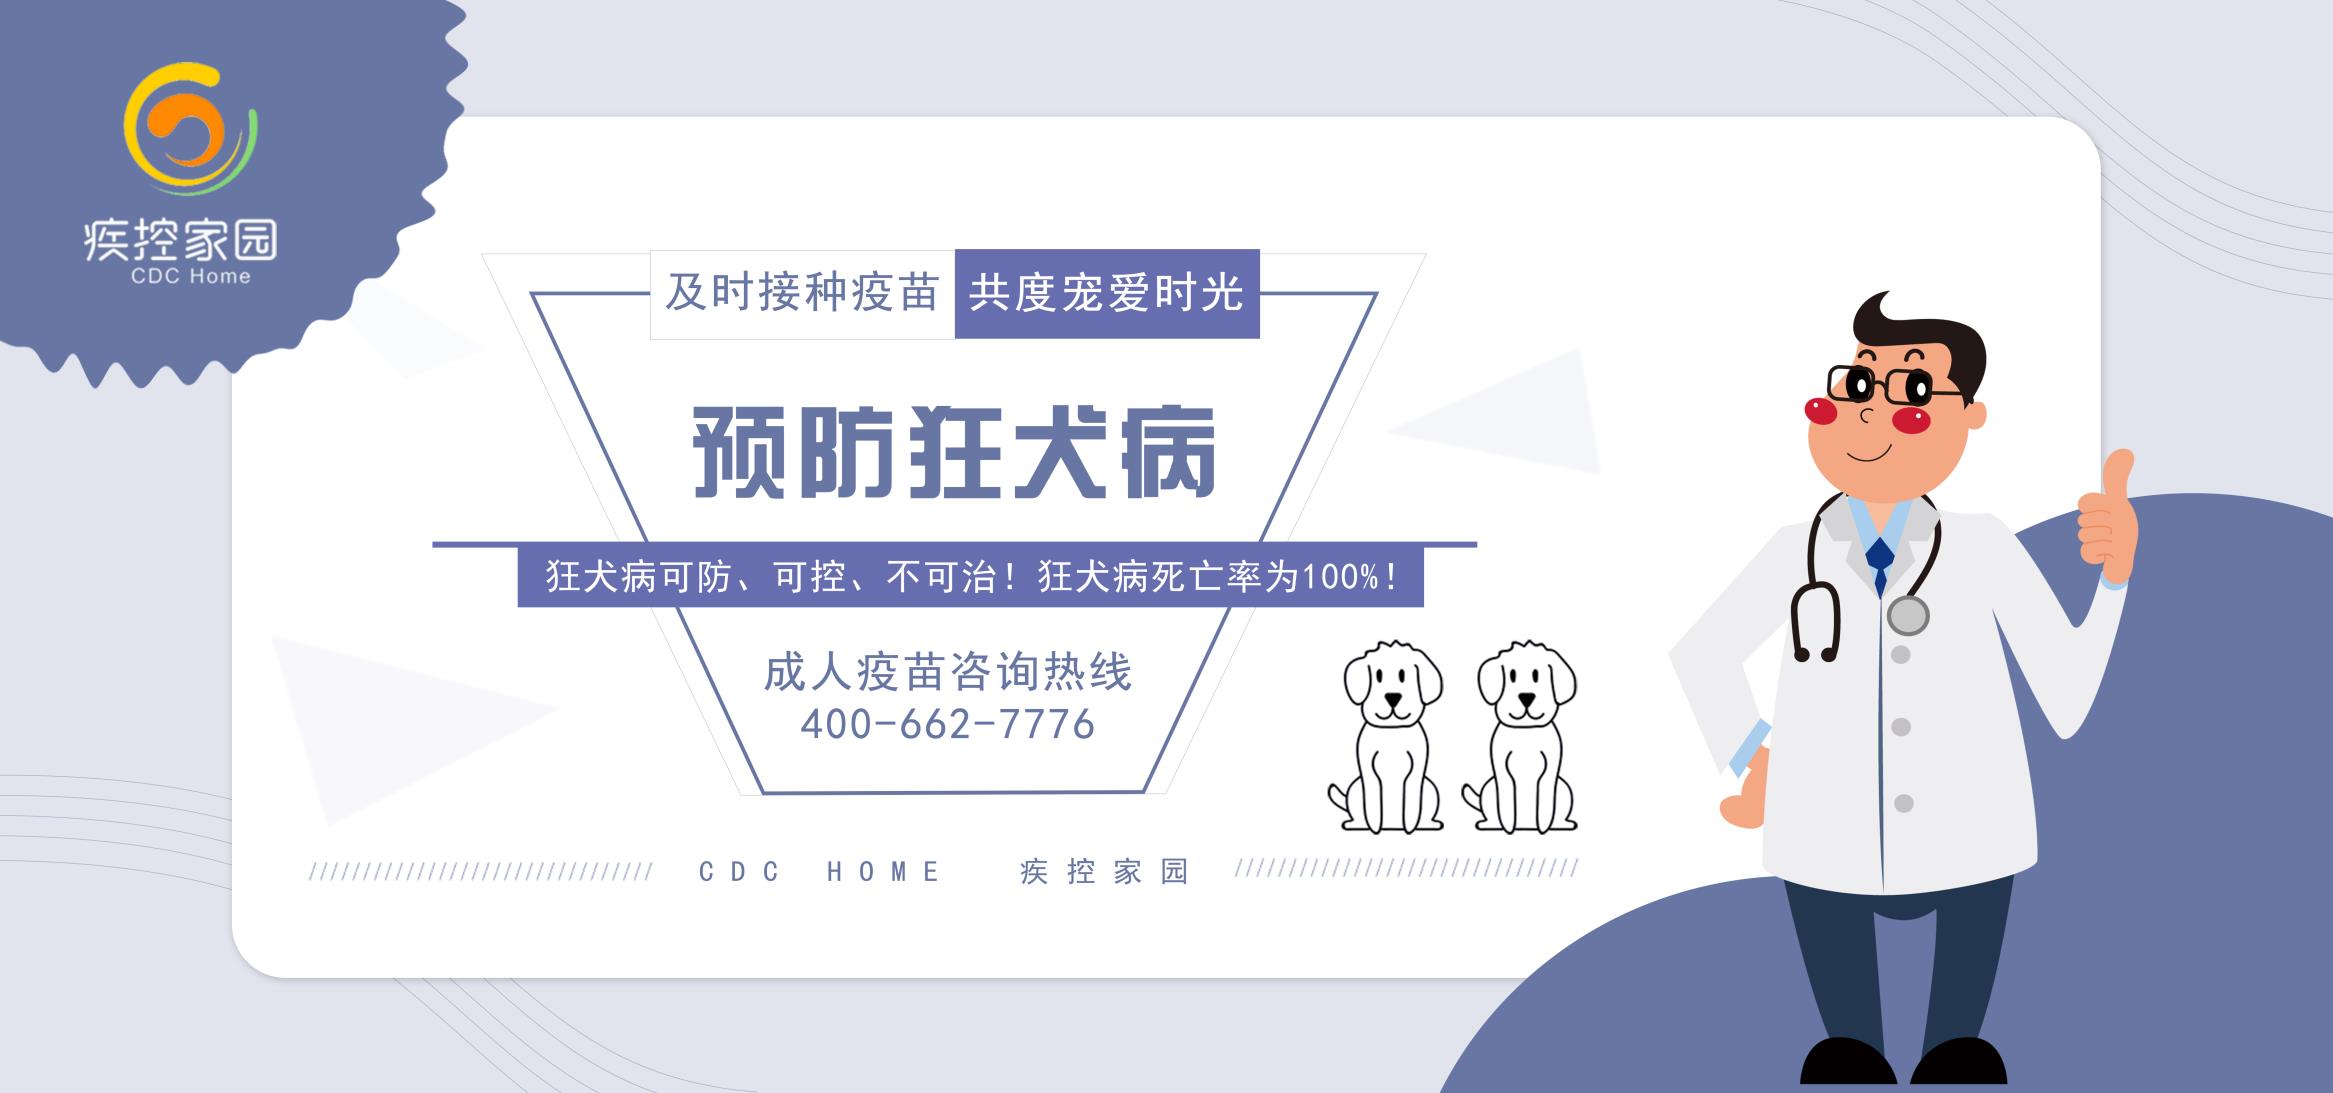 疾控家园
CDC Home
及时接种疫苗 共度宠爱时光
预防狂犬病
狂犬病可防、可控、不可治！狂犬病死亡率为100%！
成人疫苗咨询热线
400-662-7776
CDC HOME 疾控家园